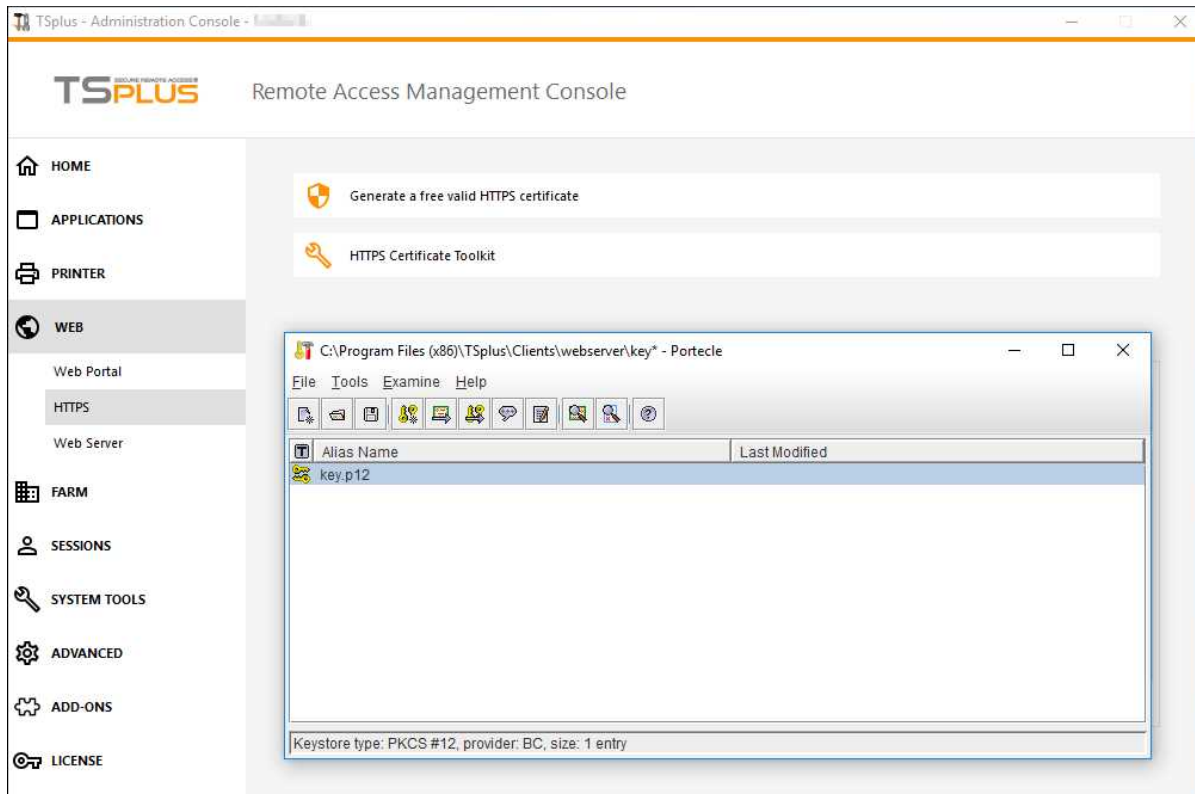 TSplus - Administration Console -
TSPLUS SECURE REMOTE ACCESS
Remote Access Management Console
HOME
APPLICATIONS
PRINTER
WEB
Web Portal
HTTPS
Web Server
FARM
SESSIONS
SYSTEM TOOLS
ADVANCED
ADD-ONS
LICENSE
Generate a free valid HTTPS certificate
HTTPS Certificate Toolkit
C:\Program Files (x86)\TSplus\Clients\webserver\key* - Portecle
File Tools Examine Help
T Alias Name Last Modified
key.p12
Keystore type: PKCS #12, provider: BC, size: 1 entry